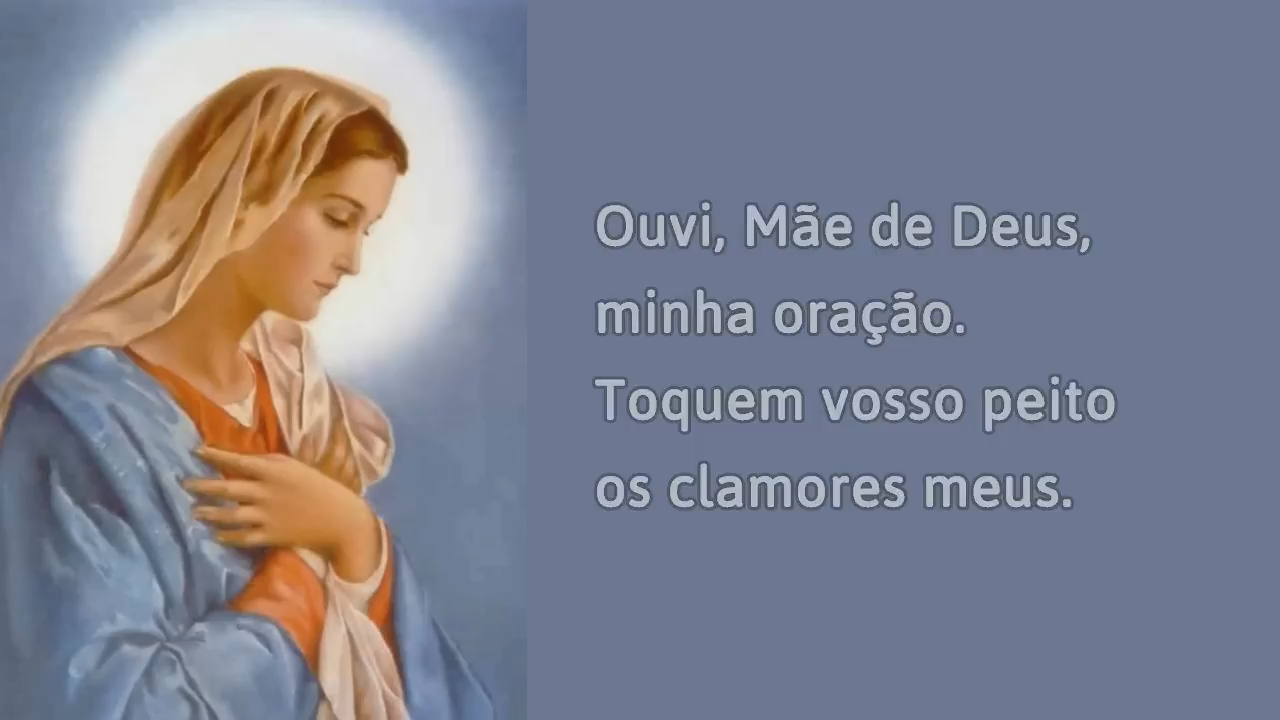 Ouvi, Mãe de Deus,
minha oração.
Toquem vosso peito
os clamores meus.